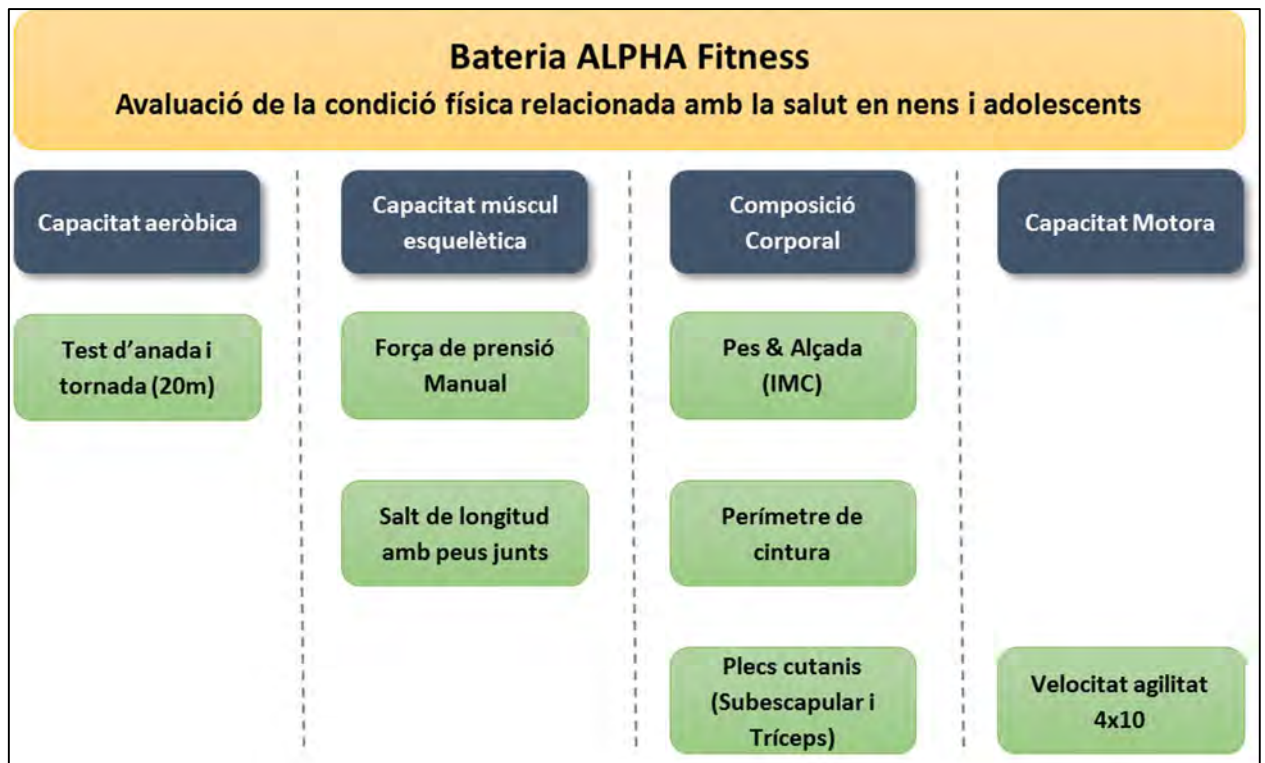 Bateria ALPHA Fitness
Avaluació de la condició física relacionada amb la salut en nens i adolescents
Capacitat aeròbica
Capacitat múscul
esquelètica
Composició
Corporal
Capacitat Motora
Test d'anada i
tornada (20m)
Força de prensió
Manual
Pes & Alçada
(IMC)
Salt de longitud
amb peus junts
Perímetre de
cintura
Plecs cutanis
(Subescapular i
Tríceps)
Velocitat agilitat
4x10